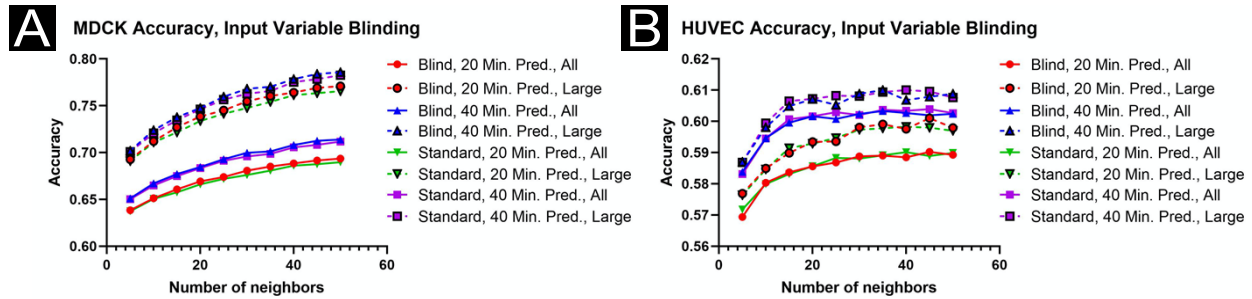 A
MDCK Accuracy, Input Variable Blinding
0.80
0.75
0.70
0.65
0.60
Accuracy
0
20
40
60
Number of neighbors
Blind, 20 Min. Pred., All
Blind, 20 Min. Pred., Large
Blind, 40 Min. Pred., All
Blind, 40 Min. Pred., Large
Standard, 20 Min. Pred., All
Standard, 20 Min. Pred., Large
Standard, 40 Min. Pred., All
Standard, 40 Min. Pred., Large
B
HUVEC Accuracy, Input Variable Blinding
0.62
0.61
0.60
0.59
0.58
0.57
0.56
Accuracy
0
20
40
60
Number of neighbors
Blind, 20 Min. Pred., All
Blind, 20 Min. Pred., Large
Blind, 40 Min. Pred., All
Blind, 40 Min. Pred., Large
Standard, 20 Min. Pred., All
Standard, 20 Min. Pred., Large
Standard, 40 Min. Pred., All
Standard, 40 Min. Pred., Large